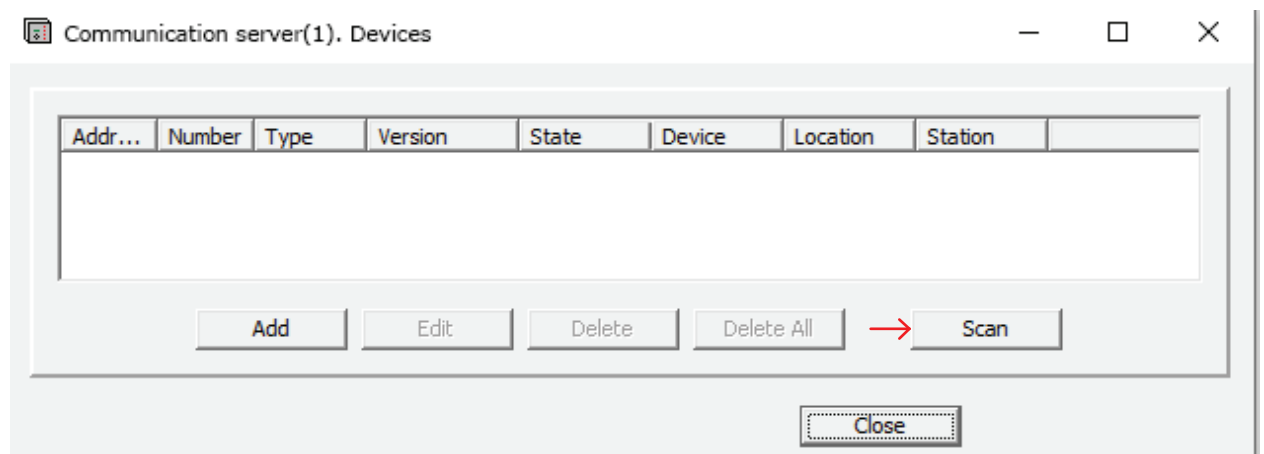 Communication server(1). Devices
Addr... Number Type Version State Device Location Station
Add Edit Delete Delete All Scan
Close